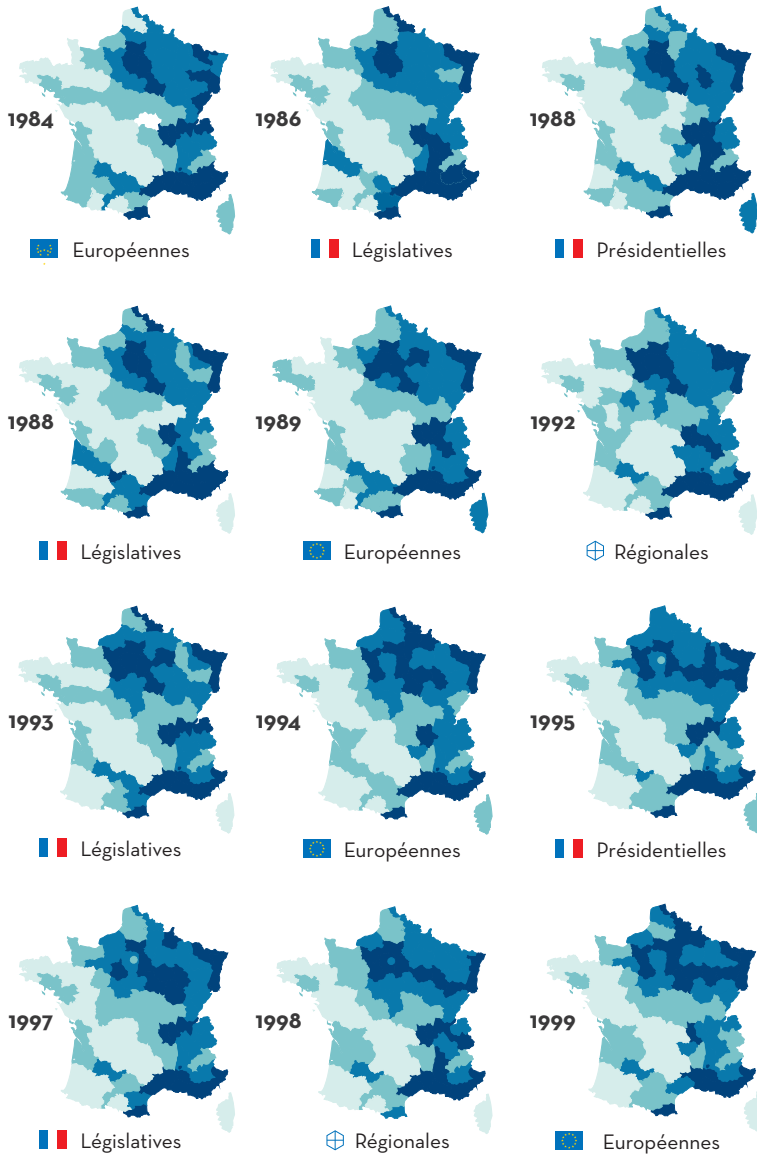 1984
Européennes
1986
Législatives
1988
Présidentielles
1988
Législatives
1989
Européennes
1992
Régionales
1993
Législatives
1994
Européennes
1995
Présidentielles
1997
Législatives
1998
Régionales
1999
Européennes